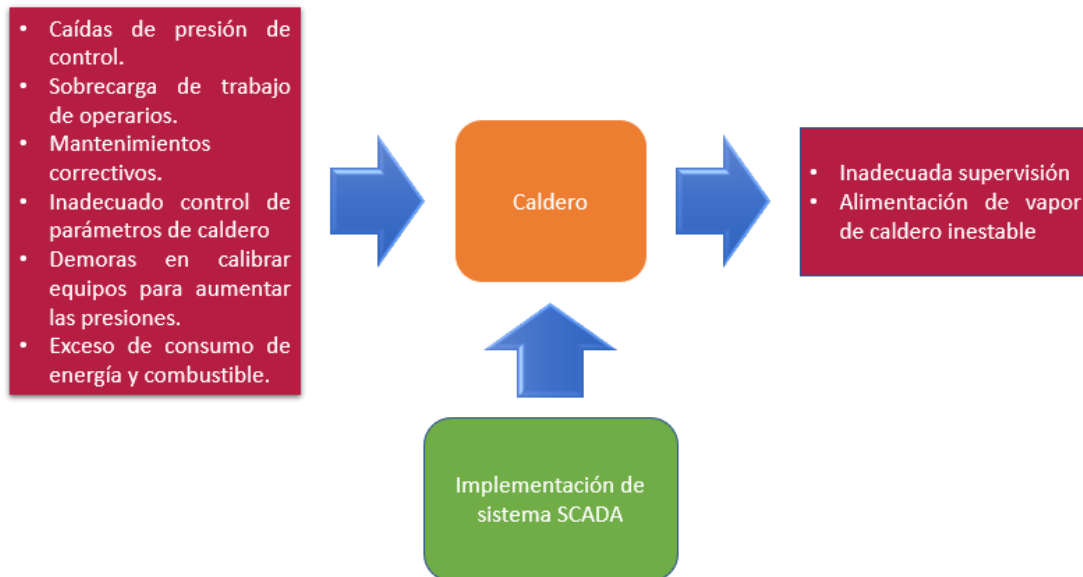 • Caídas de presión de
control.
• Sobrecarga de trabajo
de operarios.
• Mantenimientos
correctivos.
• Inadecuado control de
parámetros de caldero
• Demoras en calibrar
equipos para aumentar
las presiones.
• Exceso de consumo de
energía y combustible.
Caldero
• Inadecuada supervisión
• Alimentación de vapor
de caldero inestable
Implementación de
sistema SCADA